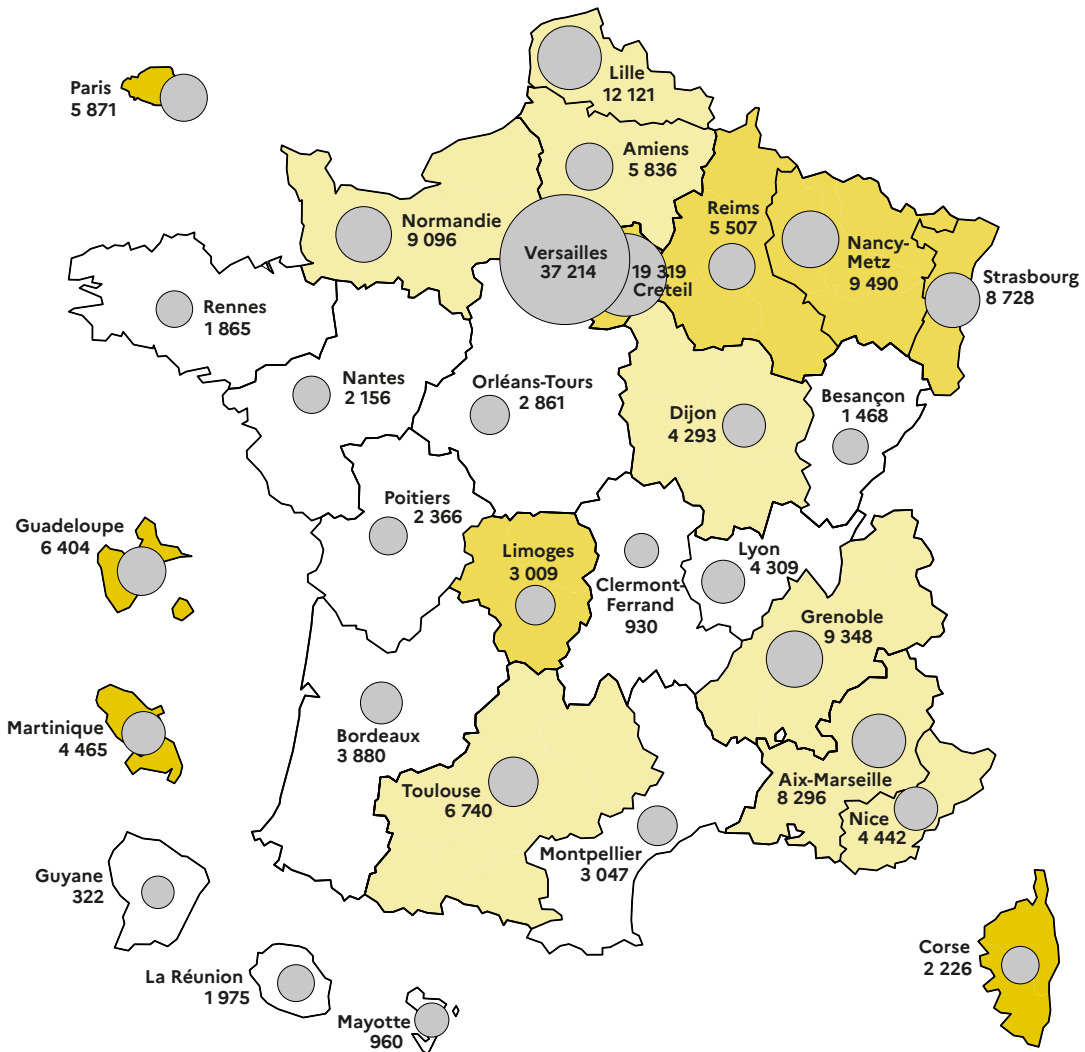 Lille
12 121
Paris
5 871
Amiens
5 836
Reims
5 507
Normandie
9 096
Versailles
37 214
19 319
Creteil
Nancy-
Metz
9 490
Strasbourg
8 728
Rennes
1 865
Nantes
2 156
Orléans-Tours
2 861
Dijon
4 293
Besançon
1 468
Poitiers
2 366
Guadeloupe
6 404
Limoges
3 009
Clermont-
Ferrand
930
Lyon
4 309
Grenoble
9 348
Martinique
4 465
Bordeaux
3 880
Toulouse
6 740
Aix-Marseille
8 296
Nice
4 442
Montpellier
3 047
Guyane
322
Corse
2 226
La Réunion
1 975
Mayotte
960